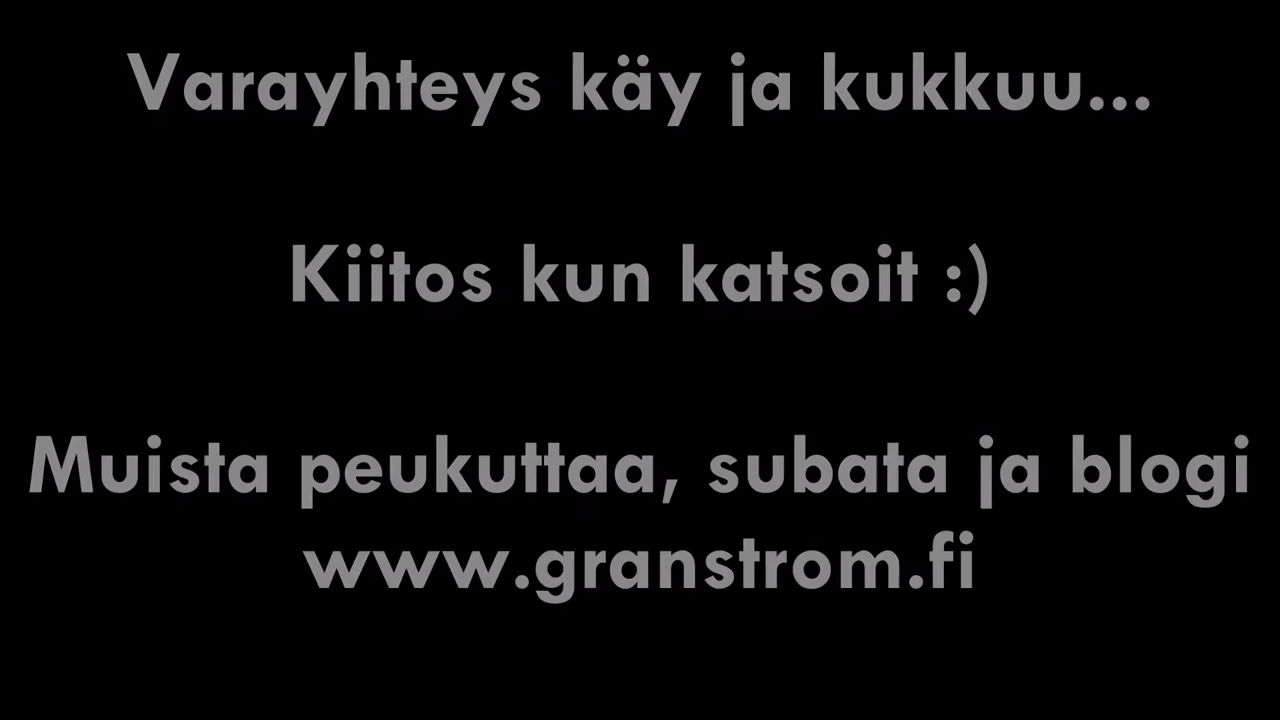 Varayhteys käy ja kukkuu...
Kiitos kun katsoit :)
Muista peukuttaa, subata ja blogi
www.granstrom.fi